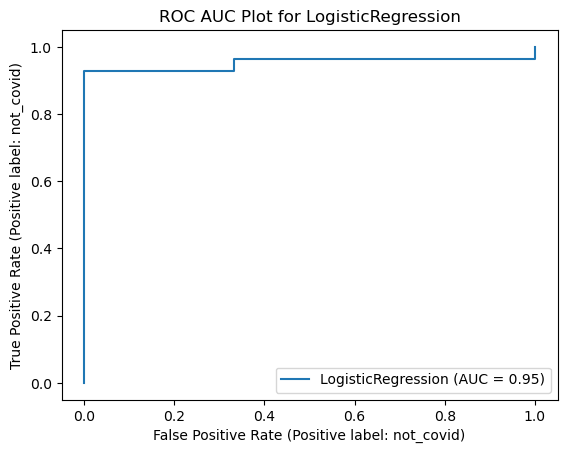 ROC AUC Plot for LogisticRegression
True Positive Rate (Positive label: not_covid)
1.0
0.8
0.6
0.4
0.2
0.0
LogisticRegression (AUC = 0.95)
0.0 0.2 0.4 0.6 0.8 1.0
False Positive Rate (Positive label: not_covid)